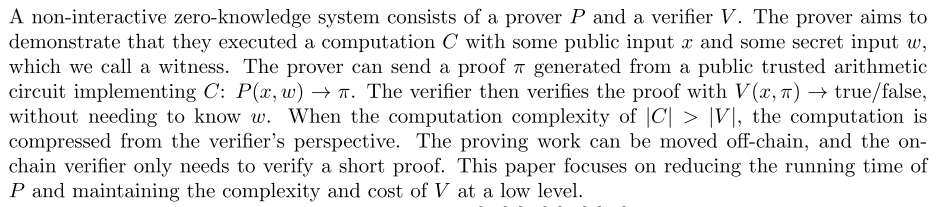 A non-interactive zero-knowledge system consists of a prover P and a verifier V. The prover aims to
demonstrate that they executed a computation C with some public input x and some secret input w,
which we call a witness. The prover can send a proof π generated from a public trusted arithmetic
circuit implementing C: P(x, w) → π. The verifier then verifies the proof with V(x, π) → true/false,
without needing to know w. When the computation complexity of |C| > |V|, the computation is
compressed from the verifier's perspective. The proving work can be moved off-chain, and the on-
chain verifier only needs to verify a short proof. This paper focuses on reducing the running time of
P and maintaining the complexity and cost of V at a low level.